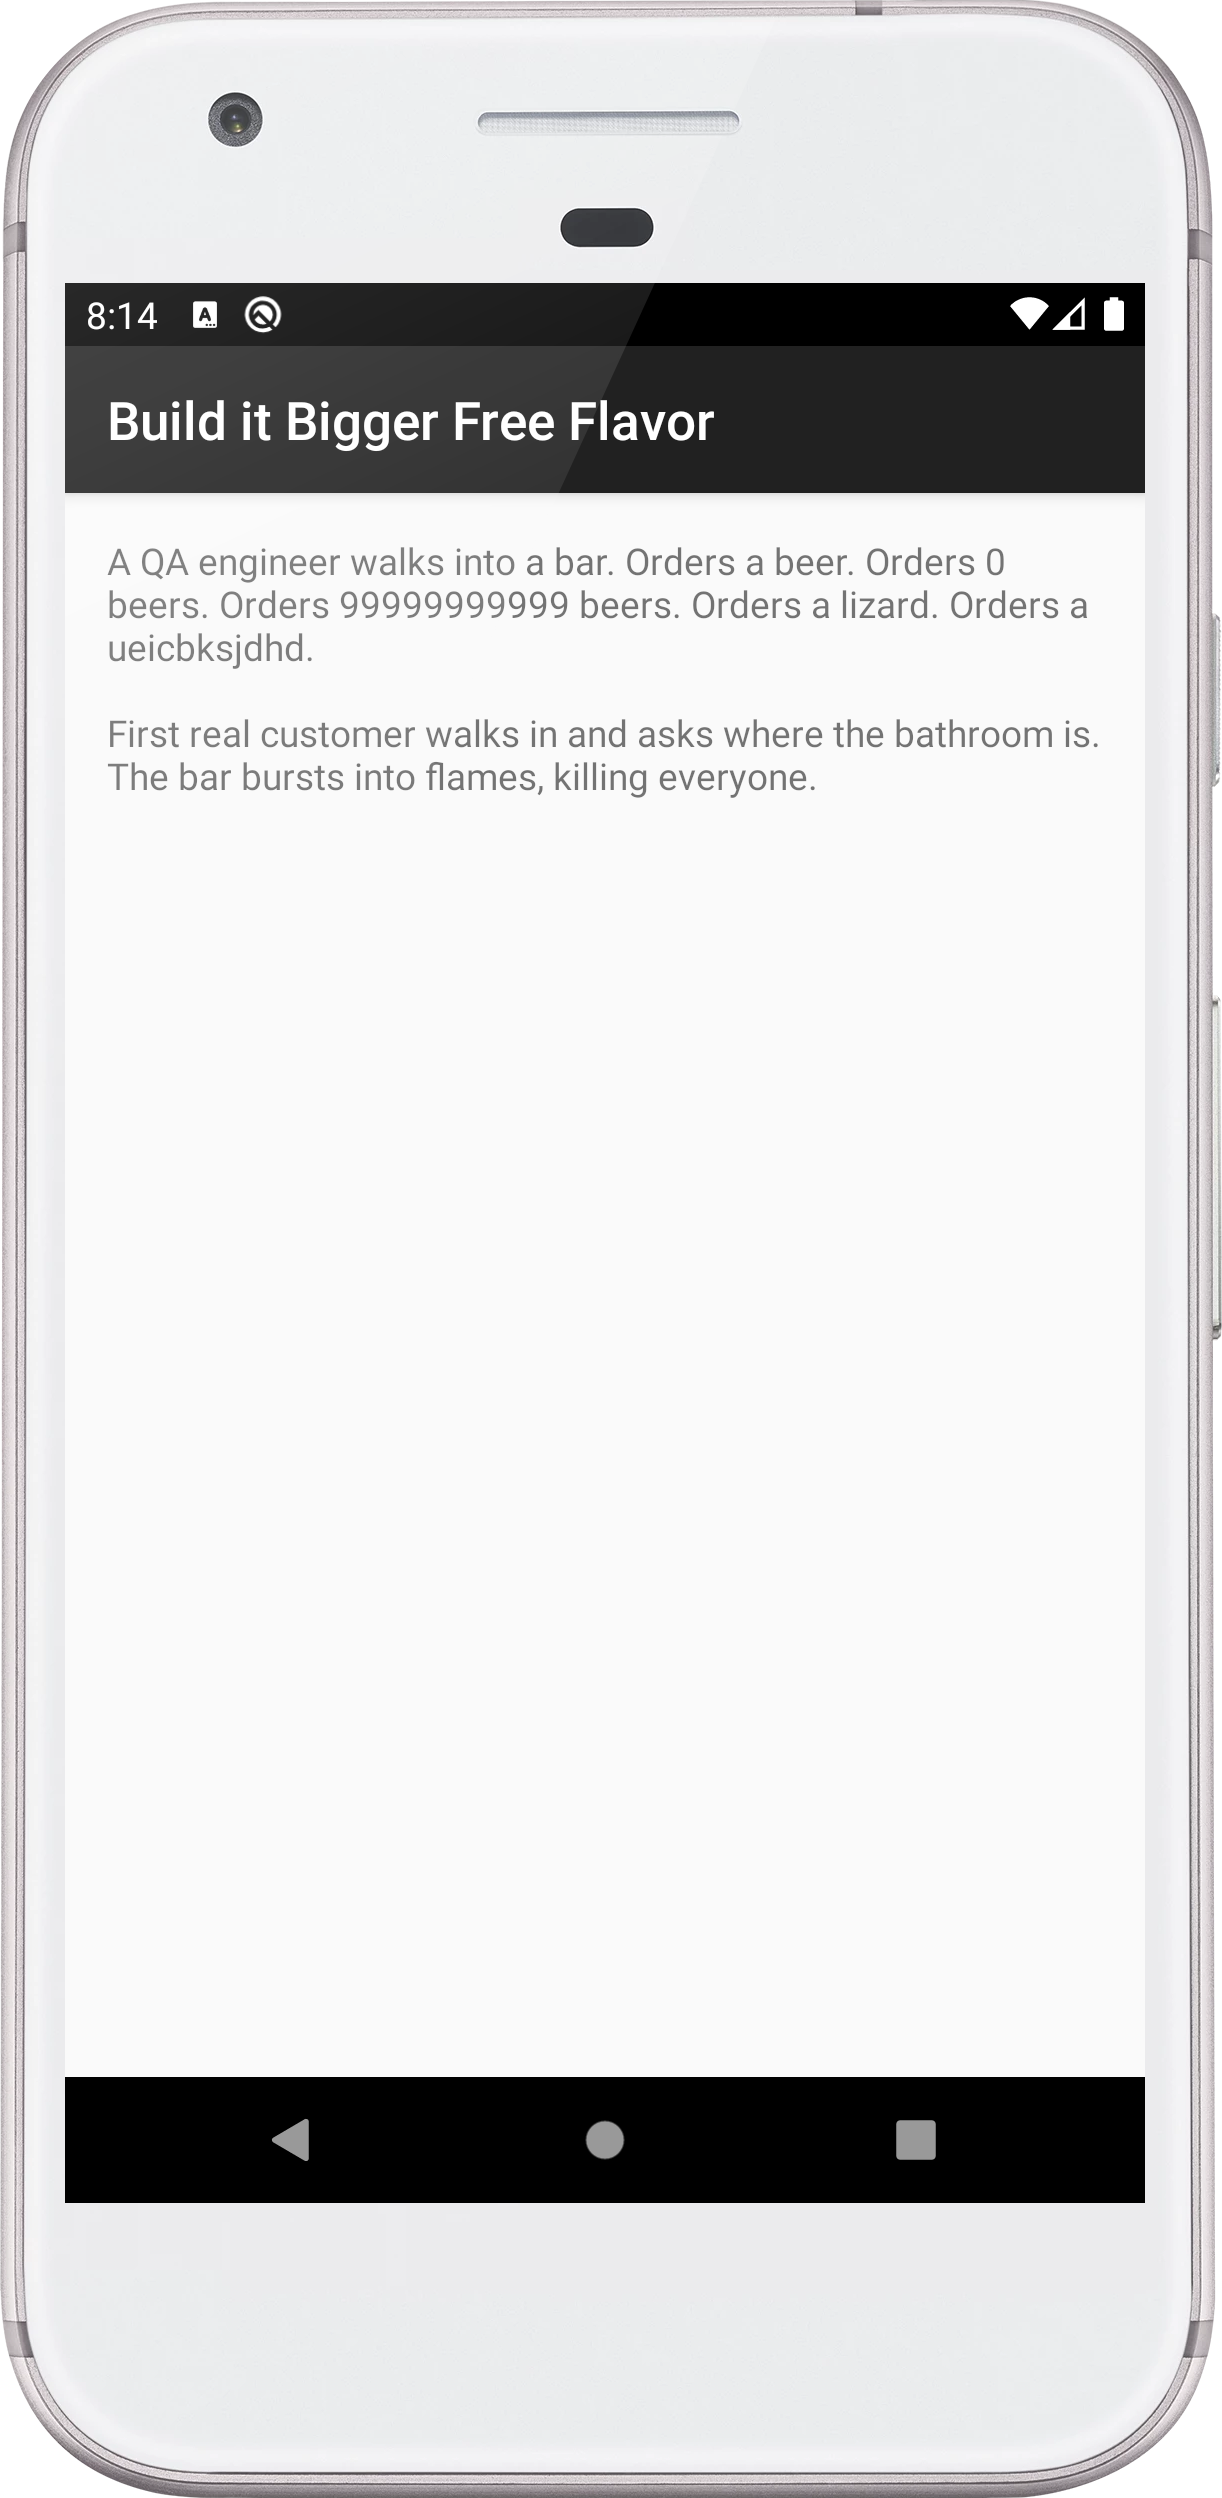 8:14
Build it Bigger Free Flavor
A QA engineer walks into a bar. Orders a beer. Orders 0
beers. Orders 99999999999 beers. Orders a lizard. Orders a
ueicbksjdhd.
First real customer walks in and asks where the bathroom is.
The bar bursts into flames, killing everyone.